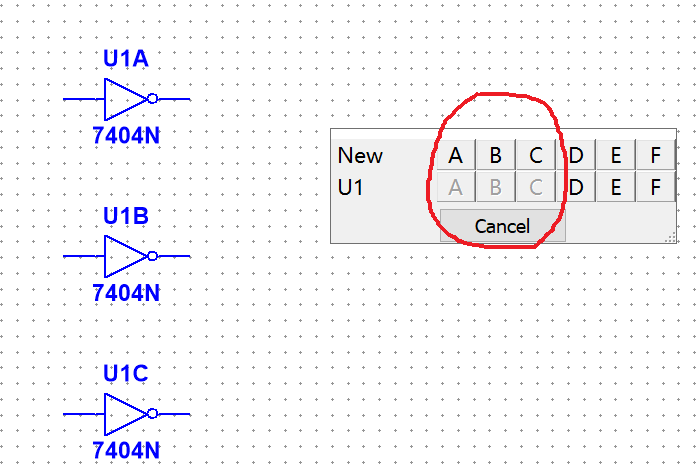 U1A
7404N
U1B
7404N
U1C
7404N
New A B C D E F
U1 A B C D E F
Cancel